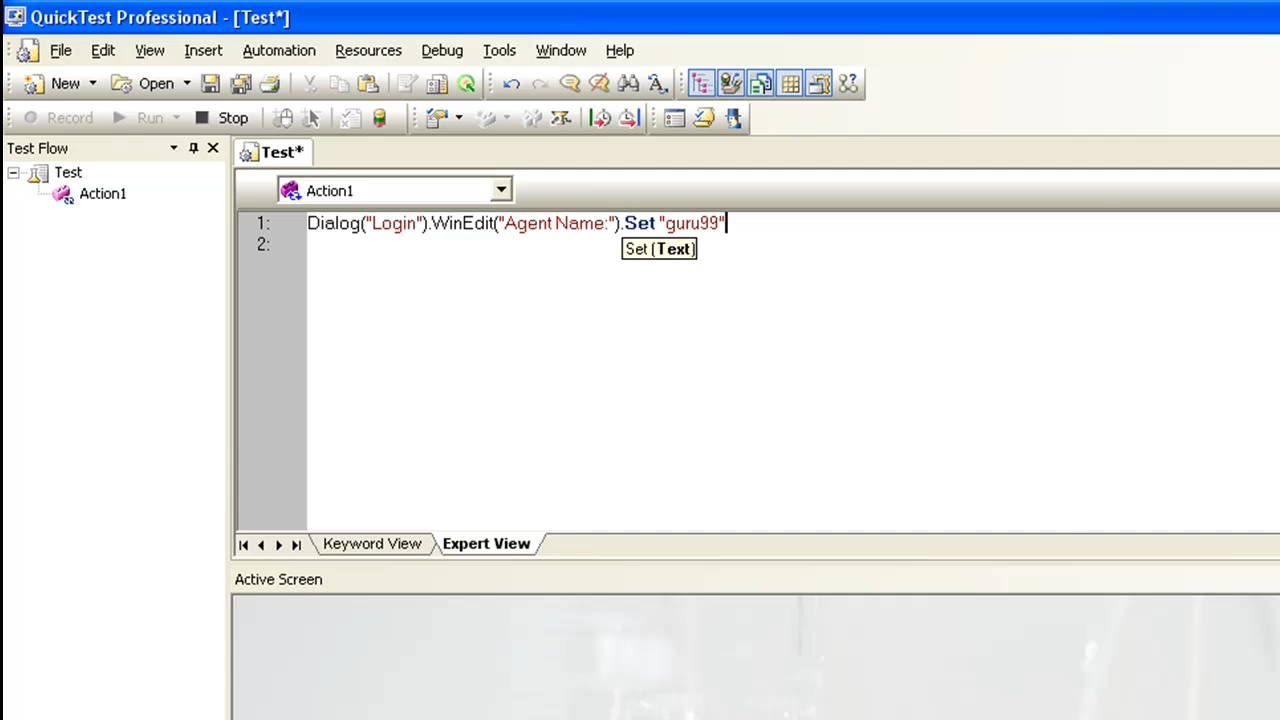 QuickTest Professional - [Test*]
File Edit View Insert Automation Resources Debug Tools Window Help
New Open
Record Run Stop
Test Flow
Test*
Test
Action1
Action1
1: Dialog("Login").WinEdit("Agent Name:").Set "guru99"
2:
Set (Text)
Keyword View Expert View
Active Screen